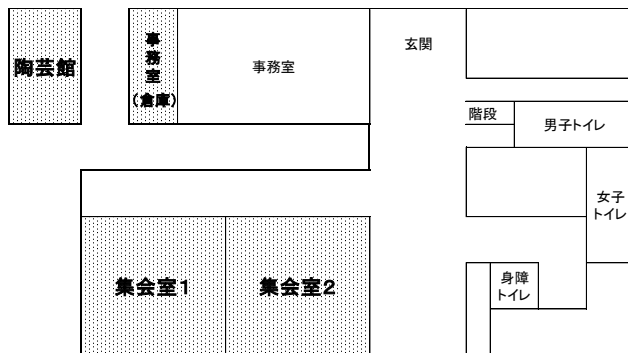 陶芸館
事務室
(倉庫)
事務室
玄関
階段
男子トイレ
女子
トイレ
身障
トイレ
集会室1
集会室2